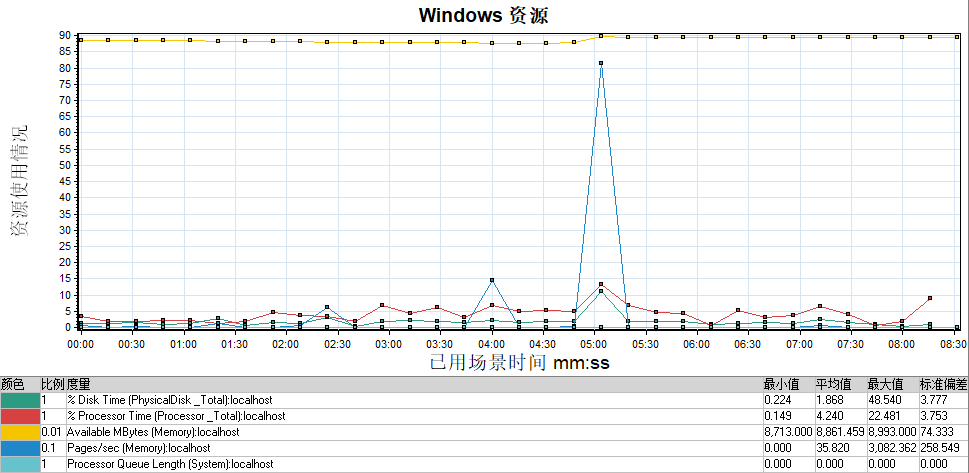 Windows 资源
90
85
80
75
70
65
60
55
50
45
40
35
30
25
20
15
10
5
0
资源使用情况
00:00 00:30 01:00 01:30 02:00 02:30 03:00 03:30 04:00 04:30 05:00 05:30 06:00 06:30 07:00 07:30 08:00 08:30
已用场景时间 mm:ss
颜色 比例 度量 最小值 平均值 最大值 标准偏差
1 % Disk Time (PhysicalDisk _Total):localhost 0.224 1.868 48.540 3.777
1 % Processor Time (Processor _Total):localhost 0.149 4.240 22.481 3.753
0.01 Available MBytes (Memory):localhost 8,713.000 8,861.459 8,993.000 74.333
0.1 Pages/sec (Memory):localhost 0.000 35.820 3,082.362 258.549
1 Processor Queue Length (System):localhost 0.000 0.000 0.000 0.000